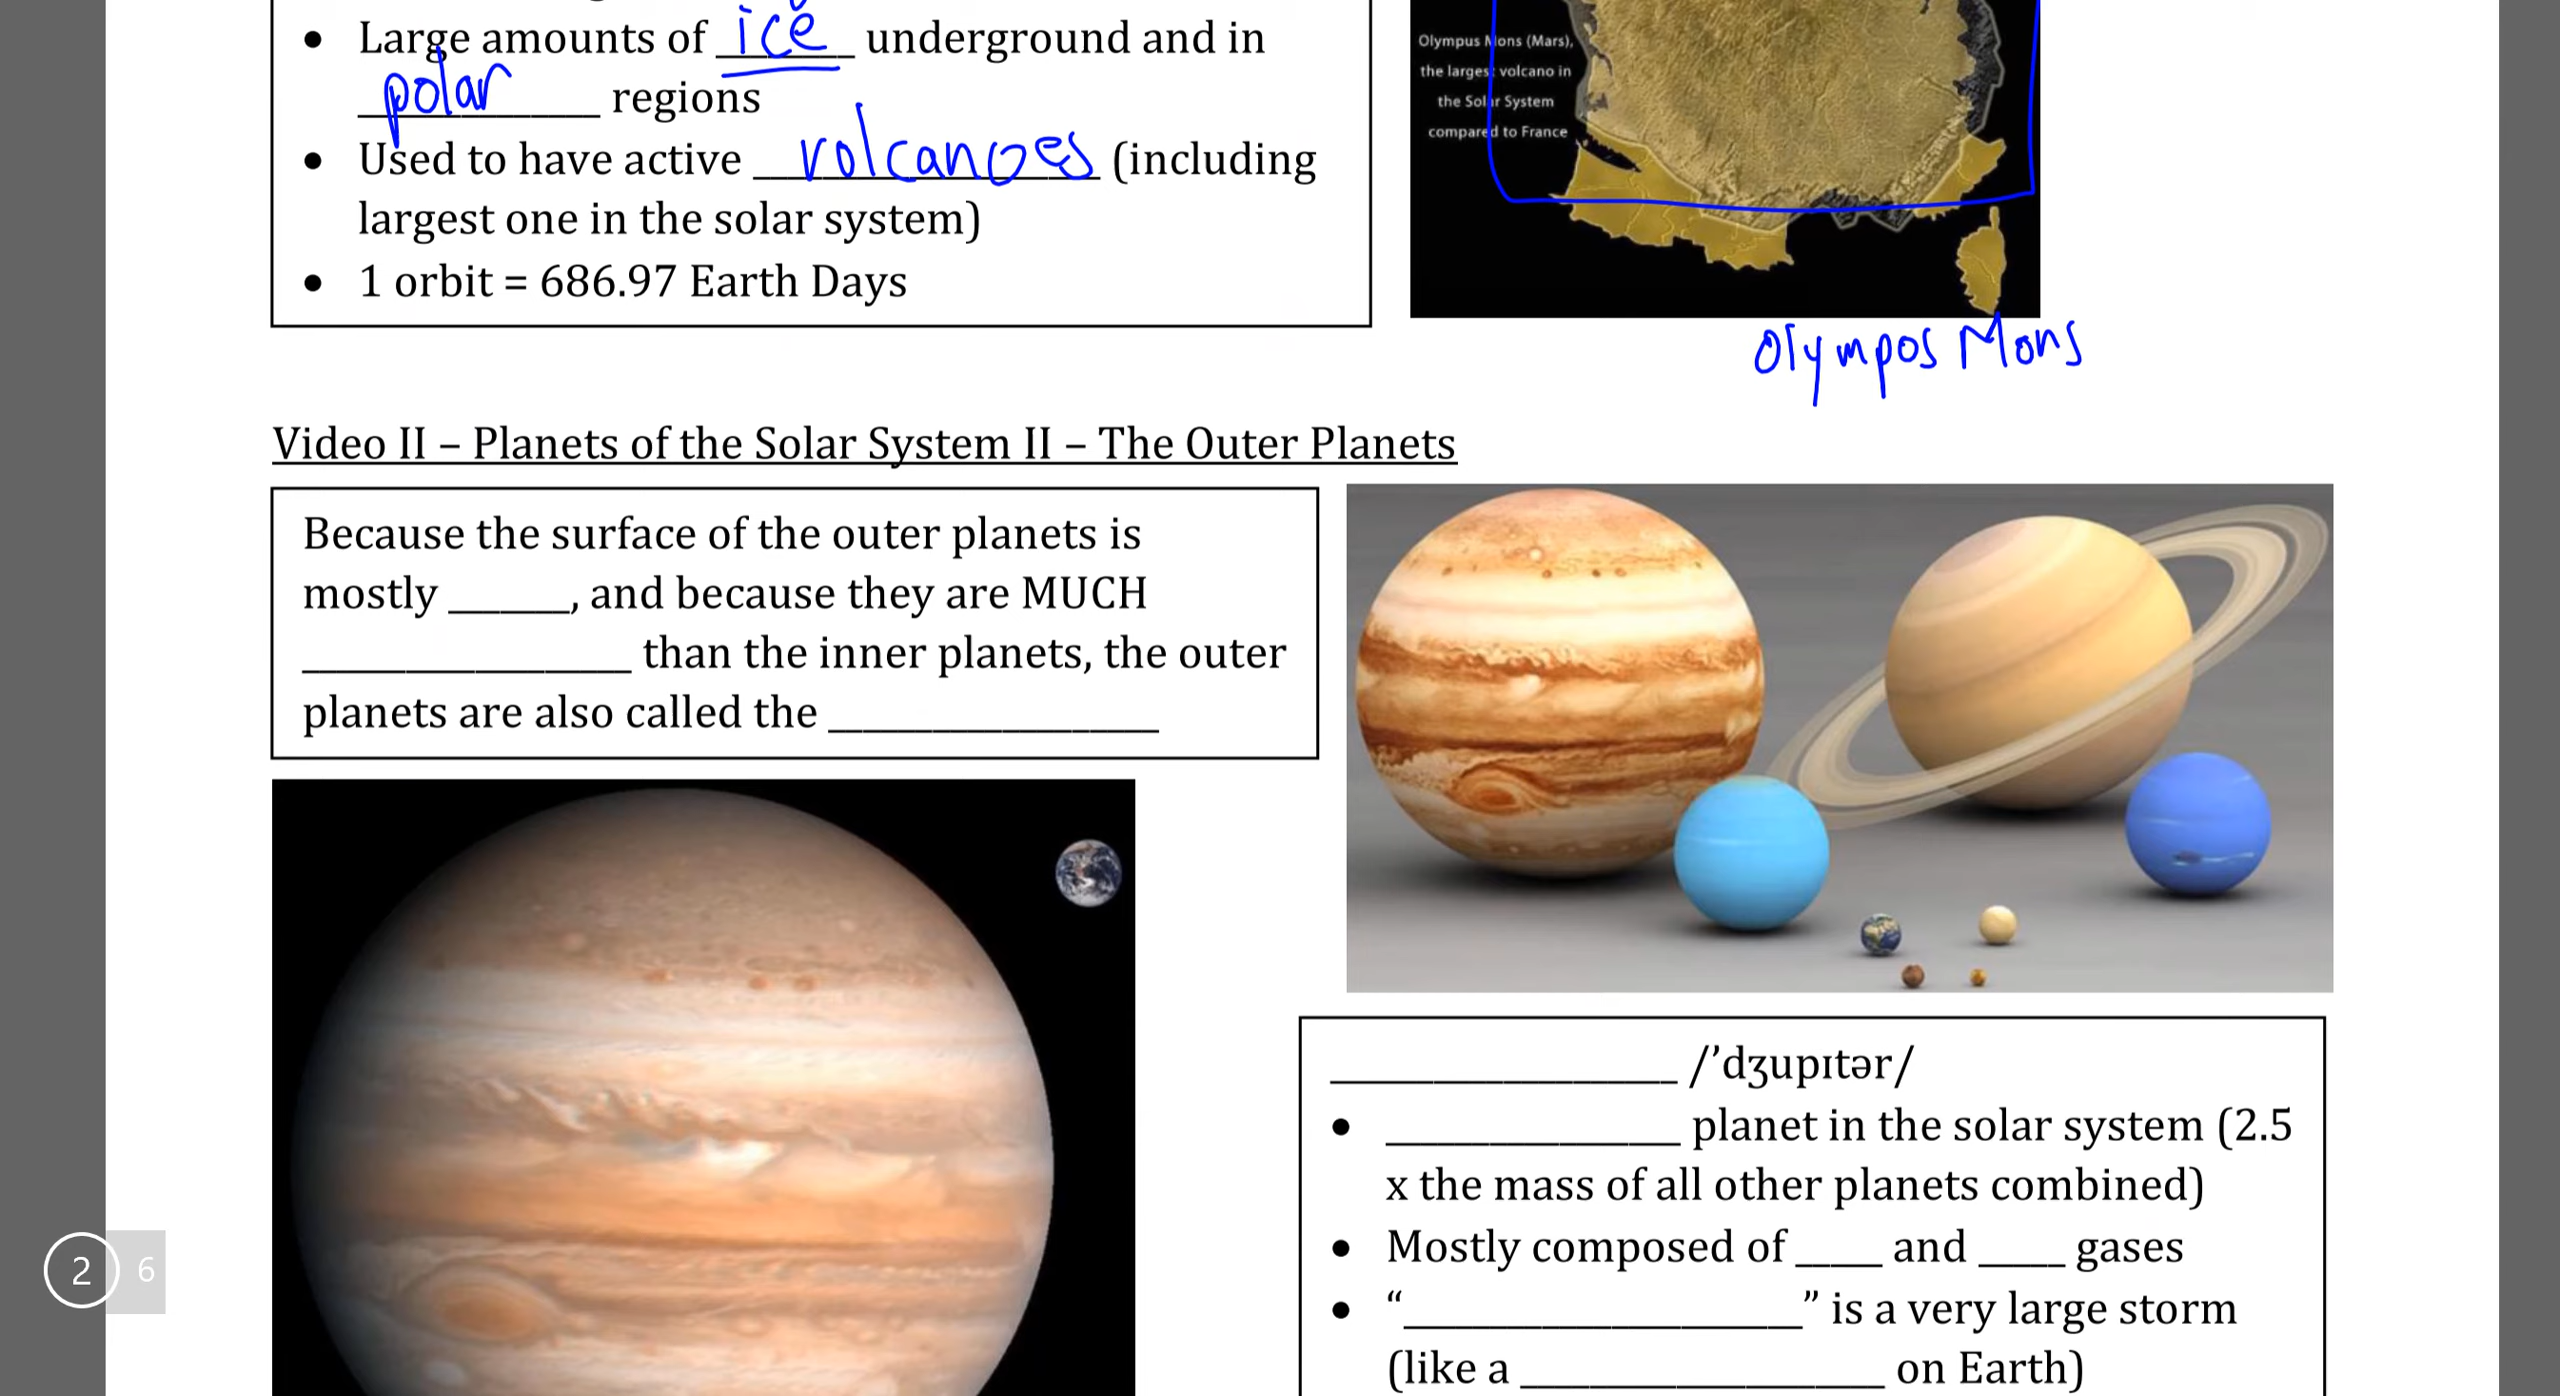 • Large amounts of ice underground and in
polar regions
• Used to have active volcanoes (including
largest one in the solar system)
• 1 orbit = 686.97 Earth Days
Olympus Mons (Mars),
the largest volcano in
the Solar System
compared to France
Olympos Mons
Video II – Planets of the Solar System II – The Outer Planets
Because the surface of the outer planets is
mostly ______, and because they are MUCH
________________ than the inner planets, the outer
planets are also called the ________________
_________________ /’dʒupɪtər/
• ______________ planet in the solar system (2.5
x the mass of all other planets combined)
• Mostly composed of ____ and ____ gases
• “___________________” is a very large storm
(like a _________________ on Earth)
2 6